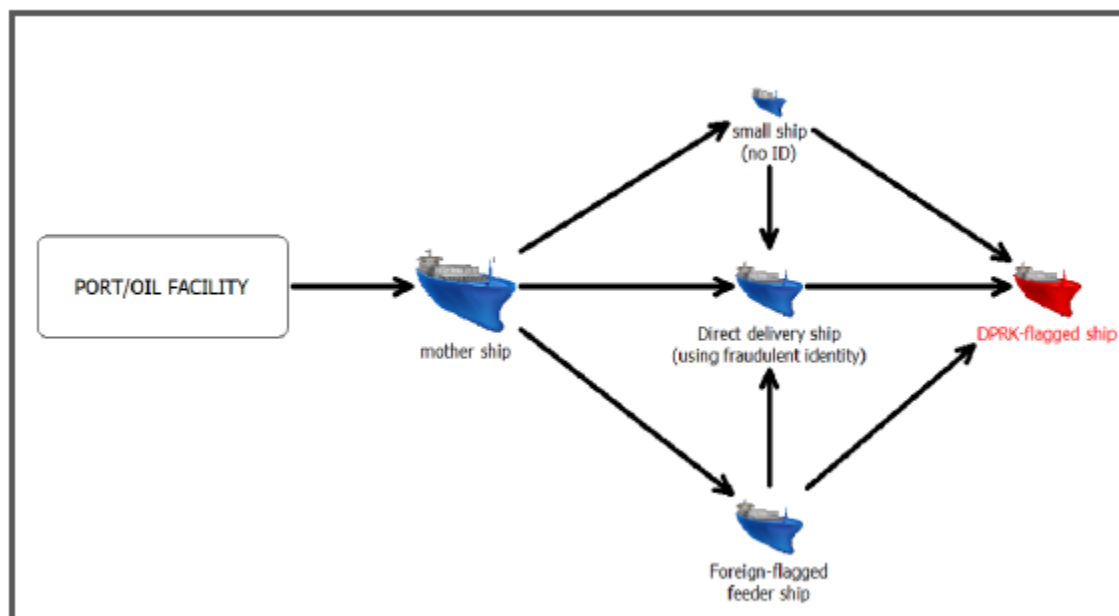 small ship
(no ID)
PORT/OIL FACILITY
mother ship
Direct delivery ship
(using fraudulent identity)
DPRK-flagged ship
Foreign-flagged
feeder ship